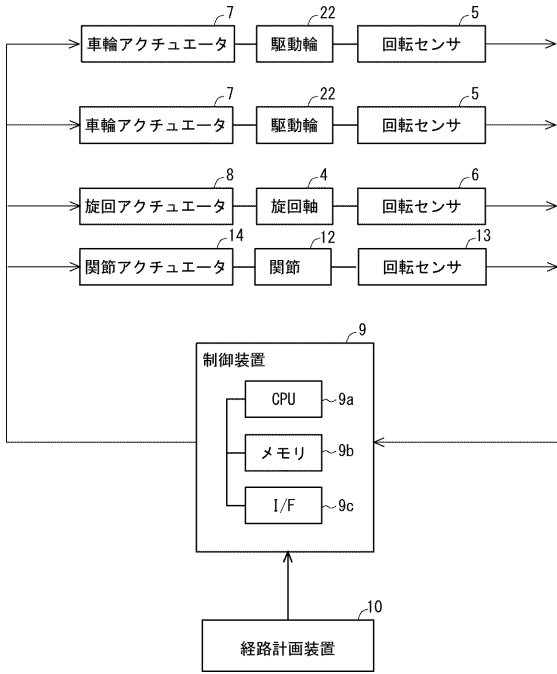 7 22 5
車輪アクチュエータ 駆動輪 回転センサ
7 22 5
車輪アクチュエータ 駆動輪 回転センサ
8 4 6
旋回アクチュエータ 旋回軸 回転センサ
14 12 13
関節アクチュエータ 関節 回転センサ
9
制御装置
CPU 9a
メモリ 9b
I/F 9c
10
経路計画装置